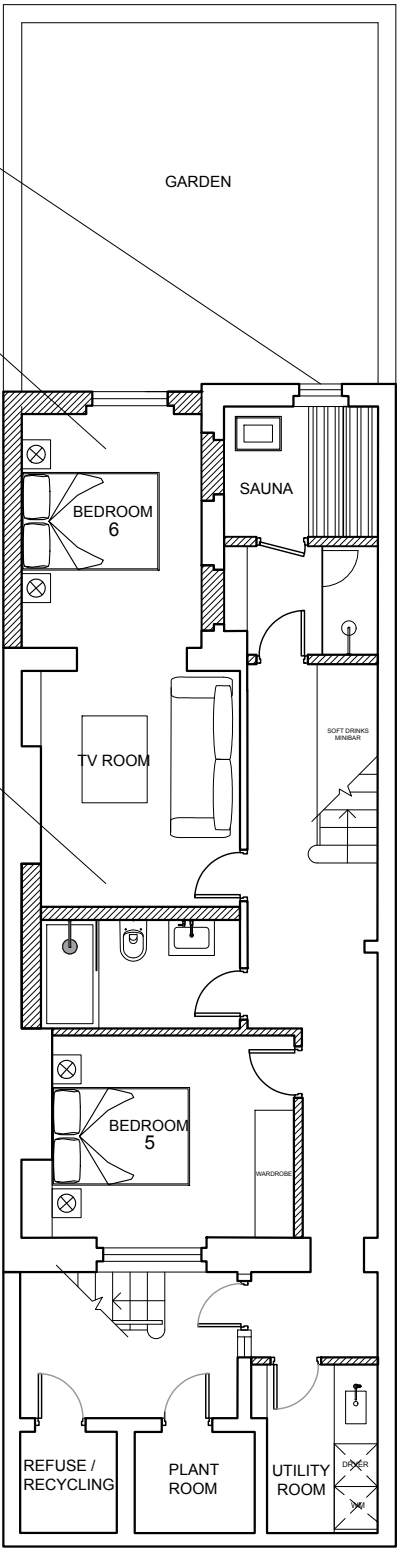 GARDEN
SAUNA
BEDROOM
6
SOFT DRINKS
MINIBAR
TV ROOM
BEDROOM
5
WARDROBE
REFUSE /
RECYCLING
PLANT
ROOM
UTILITY
ROOM
DRYER
WM